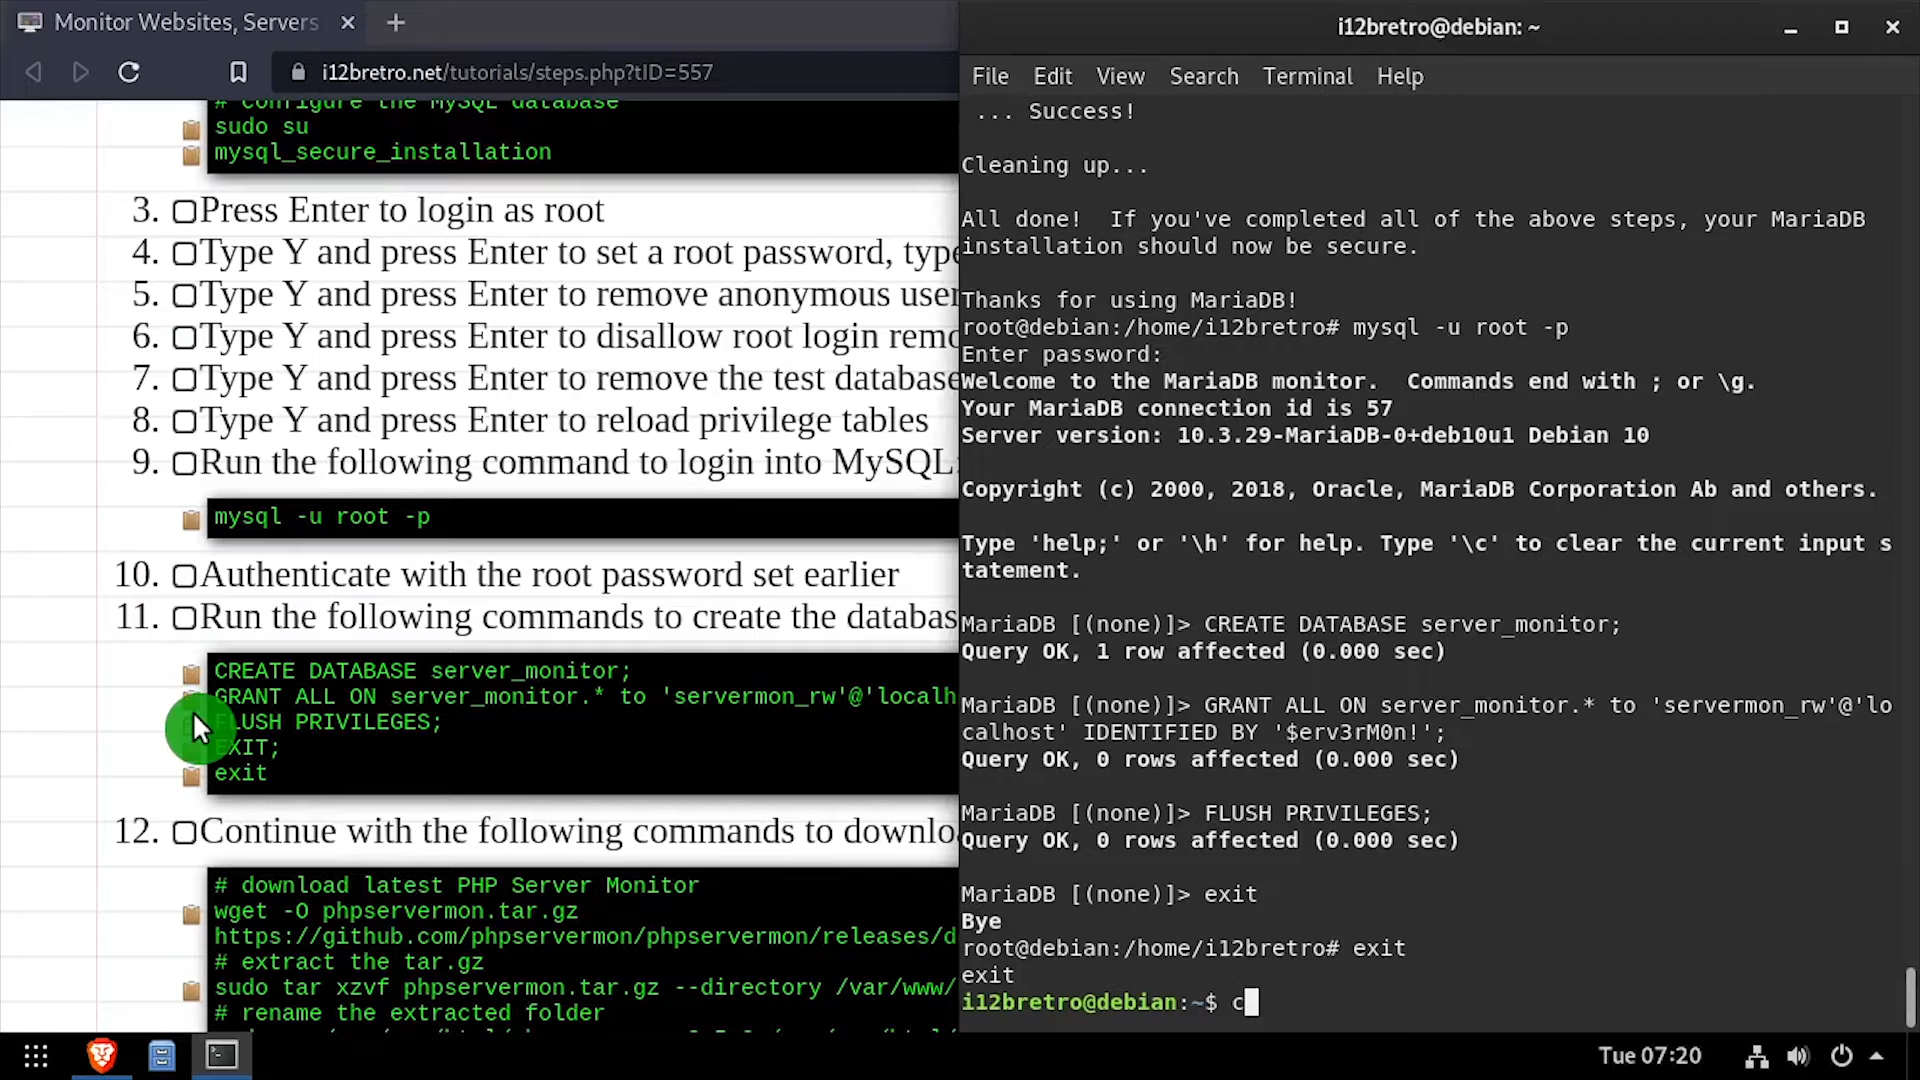 Monitor Websites, Servers
i12bretro.net/tutorials/steps.php?tID=557
# configure the MySQL database
sudo su
mysql_secure_installation
3. Press Enter to login as root
4. Type Y and press Enter to set a root password, type
5. Type Y and press Enter to remove anonymous user
6. Type Y and press Enter to disallow root login remo
7. Type Y and press Enter to remove the test database
8. Type Y and press Enter to reload privilege tables
9. Run the following command to login into MySQL:
mysql -u root -p
10. Authenticate with the root password set earlier
11. Run the following commands to create the databas
CREATE DATABASE server_monitor;
GRANT ALL ON server_monitor.* to 'servermon_rw'@'localh
FLUSH PRIVILEGES;
EXIT;
exit
12. Continue with the following commands to downlo
# download latest PHP Server Monitor
wget -O phpservermon.tar.gz
https://github.com/phpservermon/phpservermon/releases/d
# extract the tar.gz
sudo tar xzvf phpservermon.tar.gz --directory /var/www/
# rename the extracted folder
i12bretro@debian: ~
File Edit View Search Terminal Help
... Success!
Cleaning up...
All done!  If you've completed all of the above steps, your MariaDB
installation should now be secure.
Thanks for using MariaDB!
root@debian:/home/i12bretro# mysql -u root -p
Enter password:
Welcome to the MariaDB monitor.  Commands end with ; or \g.
Your MariaDB connection id is 57
Server version: 10.3.29-MariaDB-0+deb10u1 Debian 10
Copyright (c) 2000, 2018, Oracle, MariaDB Corporation Ab and others.
Type 'help;' or '\h' for help. Type '\c' to clear the current input s
tatement.
MariaDB [(none)]> CREATE DATABASE server_monitor;
Query OK, 1 row affected (0.000 sec)
MariaDB [(none)]> GRANT ALL ON server_monitor.* to 'servermon_rw'@'lo
calhost' IDENTIFIED BY '$erv3rM0n!';
Query OK, 0 rows affected (0.000 sec)
MariaDB [(none)]> FLUSH PRIVILEGES;
Query OK, 0 rows affected (0.000 sec)
MariaDB [(none)]> exit
Bye
root@debian:/home/i12bretro# exit
exit
i12bretro@debian:~$ c
Tue 07:20